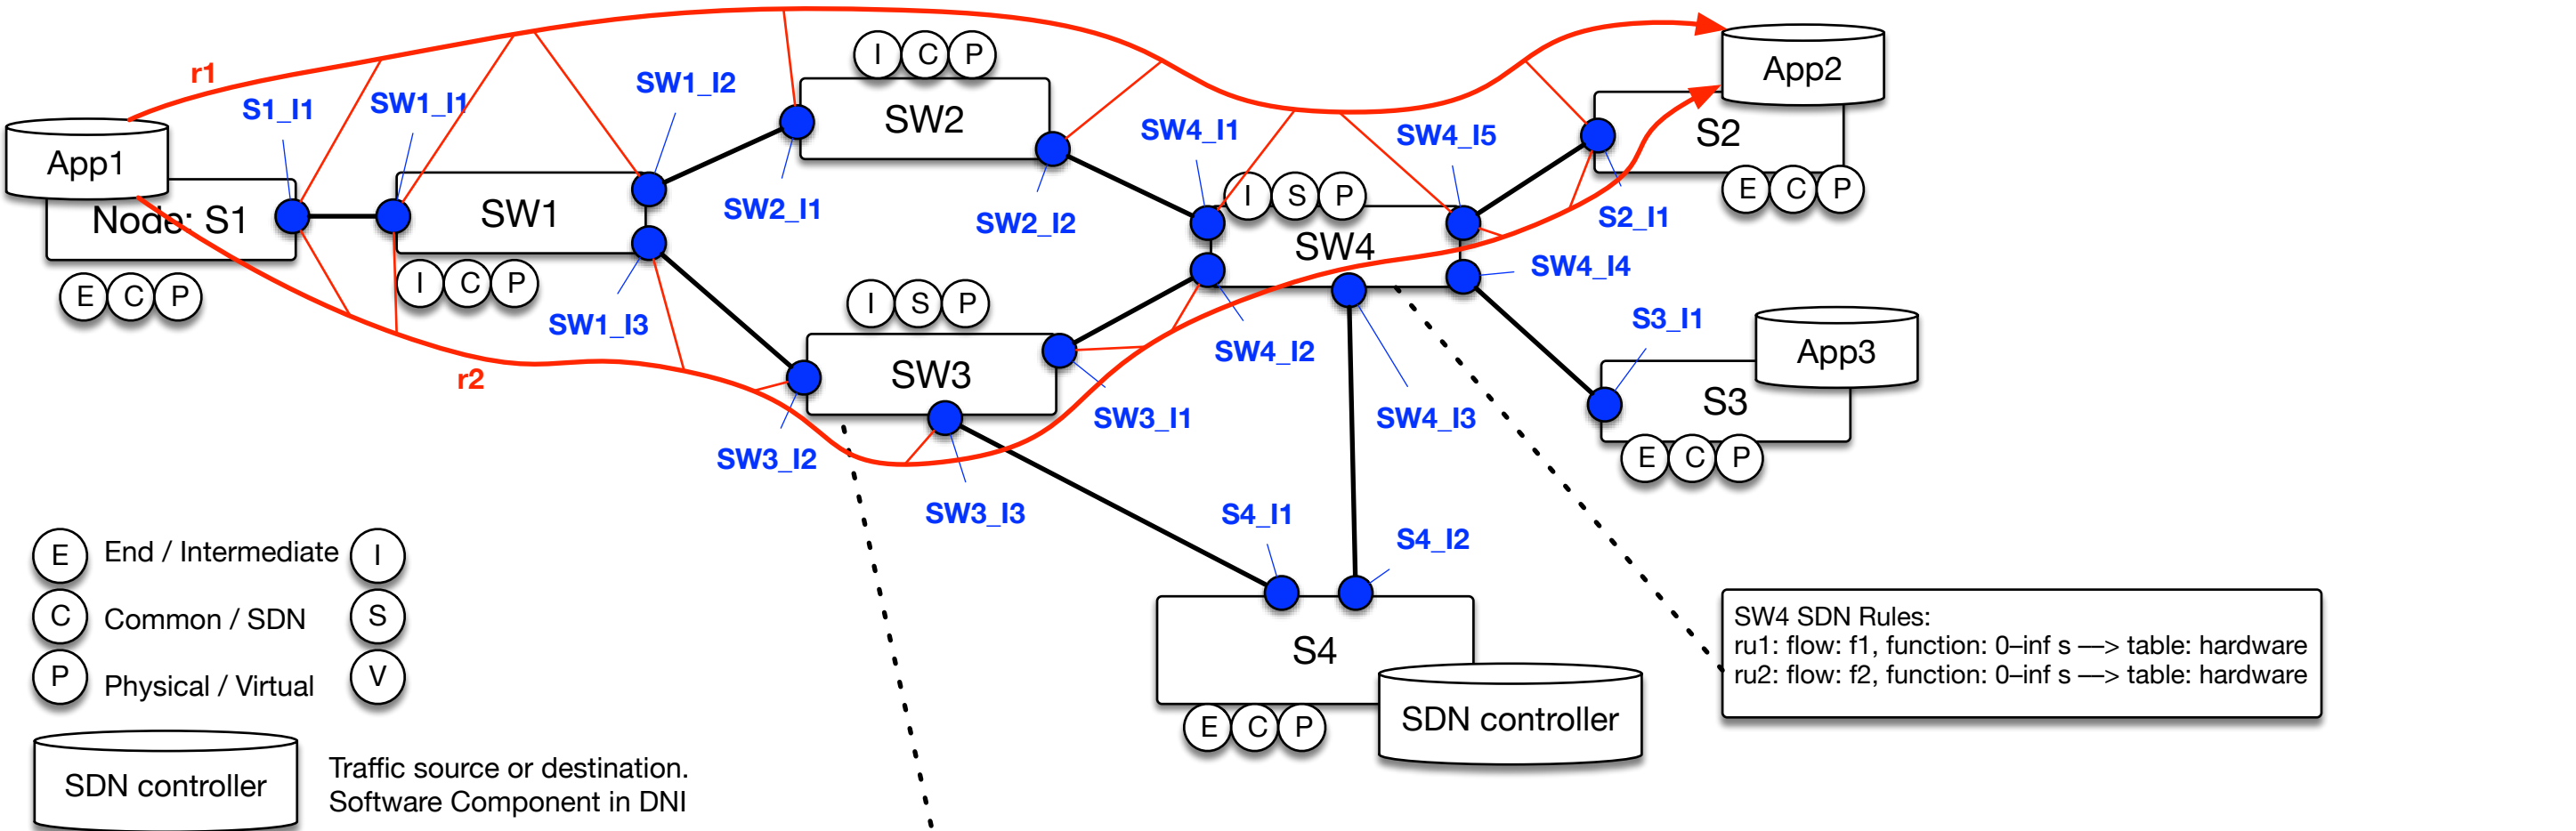 r1
I C P
App2
SW1_I2
S1_I1
SW1_I1
SW2
SW4_I1
SW4_I5
S2
App1
E C P
I S P
SW2_I1
Node: S1
SW1
SW2_I2
S2_I1
SW4
SW4_I4
E C P
I C P
I S P
SW1_I3
S3_I1
SW4_I2
App3
r2
SW3
S3
SW3_I1
SW4_I3
SW3_I2
E C P
SW3_I3
S4_I1
S4_I2
E End / Intermediate I
C Common / SDN S
P Physical / Virtual V
SW4 SDN Rules:
ru1: flow: f1, function: 0–inf s —> table: hardware
ru2: flow: f2, function: 0–inf s —> table: hardware
S4
E C P
SDN controller
SDN controller
Traffic source or destination.
Software Component in DNI